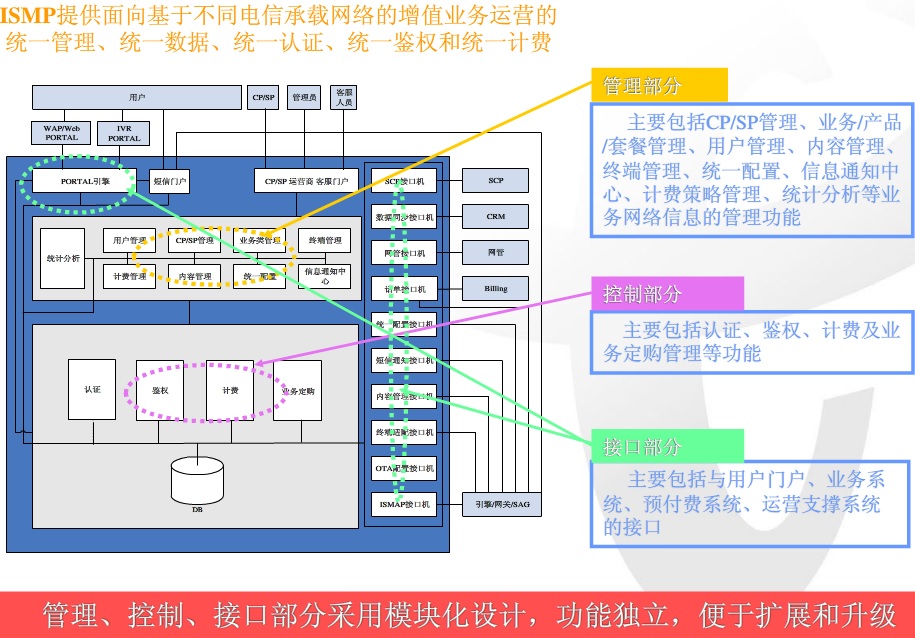 ISMP提供面向基于不同电信承载网络的增值业务运营的
统一管理、统一数据、统一认证、统一鉴权和统一计费
用户
CP/SP
管理员
客服
人员
WAP/Web
PORTAL
IVR
PORTAL
PORTAL引擎
短信门户
CP/SP 运营商 客服门户
统计分析
用户管理
CP/SP管理
业务类管理
终端管理
计费管理
内容管理
统一配置
信息通知中
心
认证
鉴权
计费
业务定购
DB
SCP接口机
数据同步接口机
网管接口机
话单接口机
统一配置接口机
短信通知接口机
内容管理接口机
终端适配接口机
OTA配置接口机
ISMAP接口机
SCP
CRM
网管
Billing
引擎/网关/SAG
管理部分
主要包括CP/SP管理、业务/产品
/套餐管理、用户管理、内容管理、
终端管理、统一配置、信息通知中
心、计费策略管理、统计分析等业
务网络信息的管理功能
控制部分
主要包括认证、鉴权、计费及业
务定购管理等功能
接口部分
主要包括与用户门户、业务系
统、预付费系统、运营支撑系统
的接口
管理、控制、接口部分采用模块化设计，功能独立，便于扩展和升级